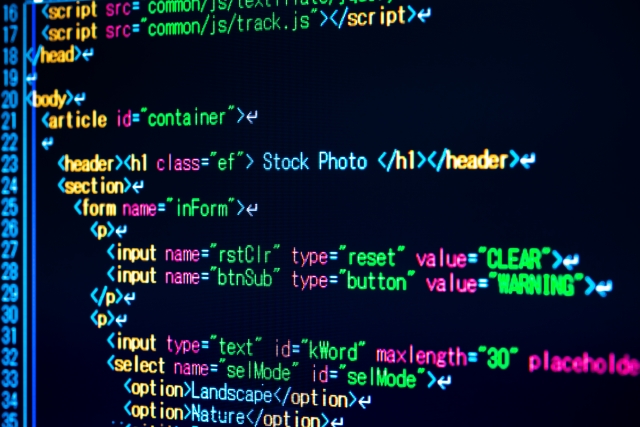 16 <script src="common/js/
17 <script src="common/js/track.js"></script>↵
18 </head>↵
19 ↵
20 <body>↵
21 <article id="container">↵
22 ↵
23 <header><h1 class="ef"> Stock Photo </h1></header>↵
24 <section>↵
25 <form name="inForm">↵
26 <p>↵
27 <input name="rstClr" type="reset" value="CLEAR">↵
28 <input name="btnSub" type="button" value="WARNING">↵
29 </p>↵
30 <p>↵
31 <input type="text" id="kWord" maxlength="30" placeholde
32 <select name="selMode" id="selMode">↵
33 <option>Landscape</option>↵
34 <option>Nature</option>↵
35